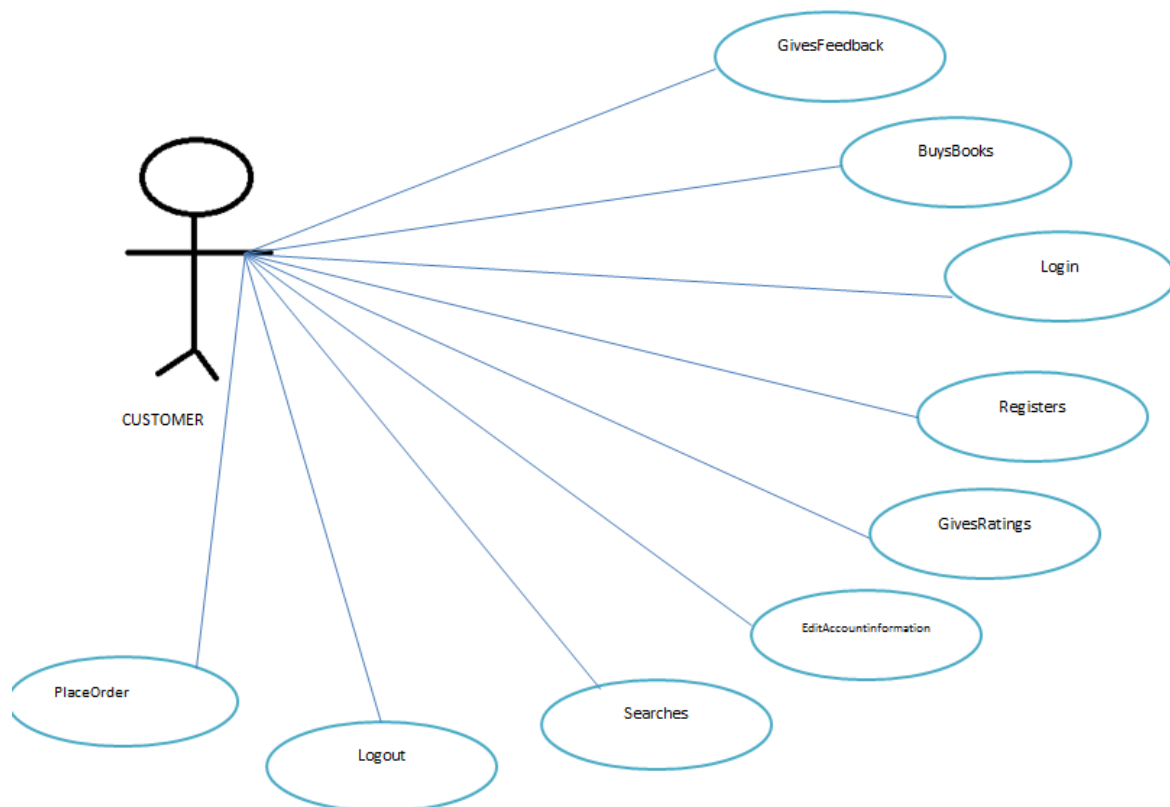 GivesFeedback
BuysBooks
Login
Registers
CUSTOMER
GivesRatings
EditAccountinformation
PlaceOrder
Searches
Logout